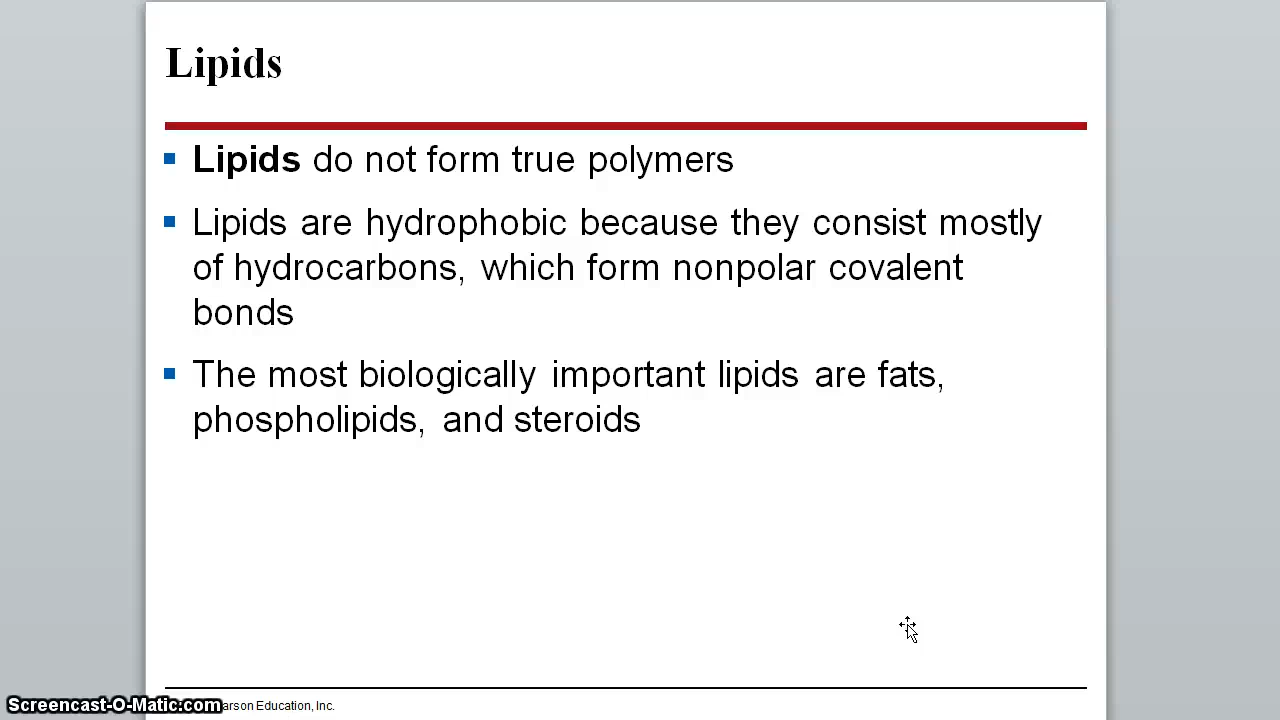 Lipids
Lipids do not form true polymers
Lipids are hydrophobic because they consist mostly
of hydrocarbons, which form nonpolar covalent
bonds
The most biologically important lipids are fats,
phospholipids, and steroids
Screencast-O-Matic.com
arson Education, Inc.